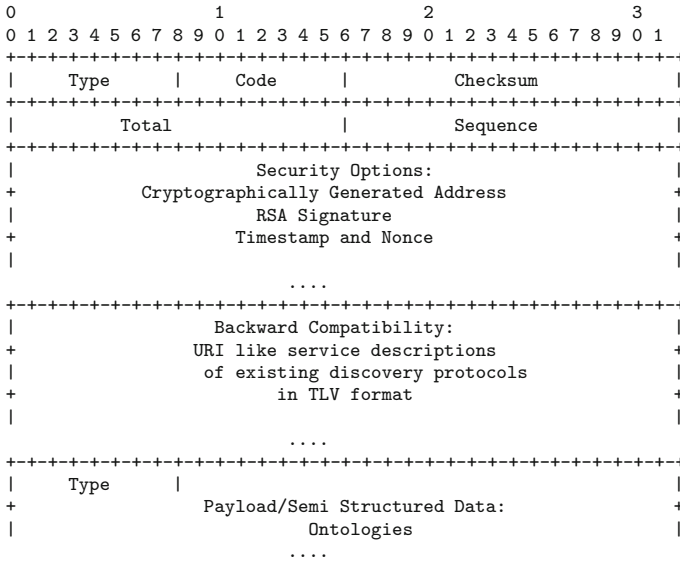 0                   1                   2                   3
0 1 2 3 4 5 6 7 8 9 0 1 2 3 4 5 6 7 8 9 0 1 2 3 4 5 6 7 8 9 0 1
+-+-+-+-+-+-+-+-+-+-+-+-+-+-+-+-+-+-+-+-+-+-+-+-+-+-+-+-+-+-+-+-+
|     Type      |     Code      |          Checksum             |
+-+-+-+-+-+-+-+-+-+-+-+-+-+-+-+-+-+-+-+-+-+-+-+-+-+-+-+-+-+-+-+-+
|          Total                |          Sequence             |
+-+-+-+-+-+-+-+-+-+-+-+-+-+-+-+-+-+-+-+-+-+-+-+-+-+-+-+-+-+-+-+-+
|                       Security Options:                       |
+            Cryptographically Generated Address
|                       RSA Signature                           |
+                     Timestamp and Nonce                       +
|                                                               |
....
+-+-+-+-+-+-+-+-+-+-+-+-+-+-+-+-+-+-+-+-+-+-+-+-+-+-+-+-+-+-+-+-+
|                   Backward Compatibility:                     |
+                 URI like service descriptions                 +
|                  of existing discovery protocols              |
+                         in TLV format                         +
|                                                               |
....
+-+-+-+-+-+-+-+-+-+-+-+-+-+-+-+-+-+-+-+-+-+-+-+-+-+-+-+-+-+-+-+-+
|     Type      |                                               |
+                  Payload/Semi Structured Data:                +
|                            Ontologies                         |
....